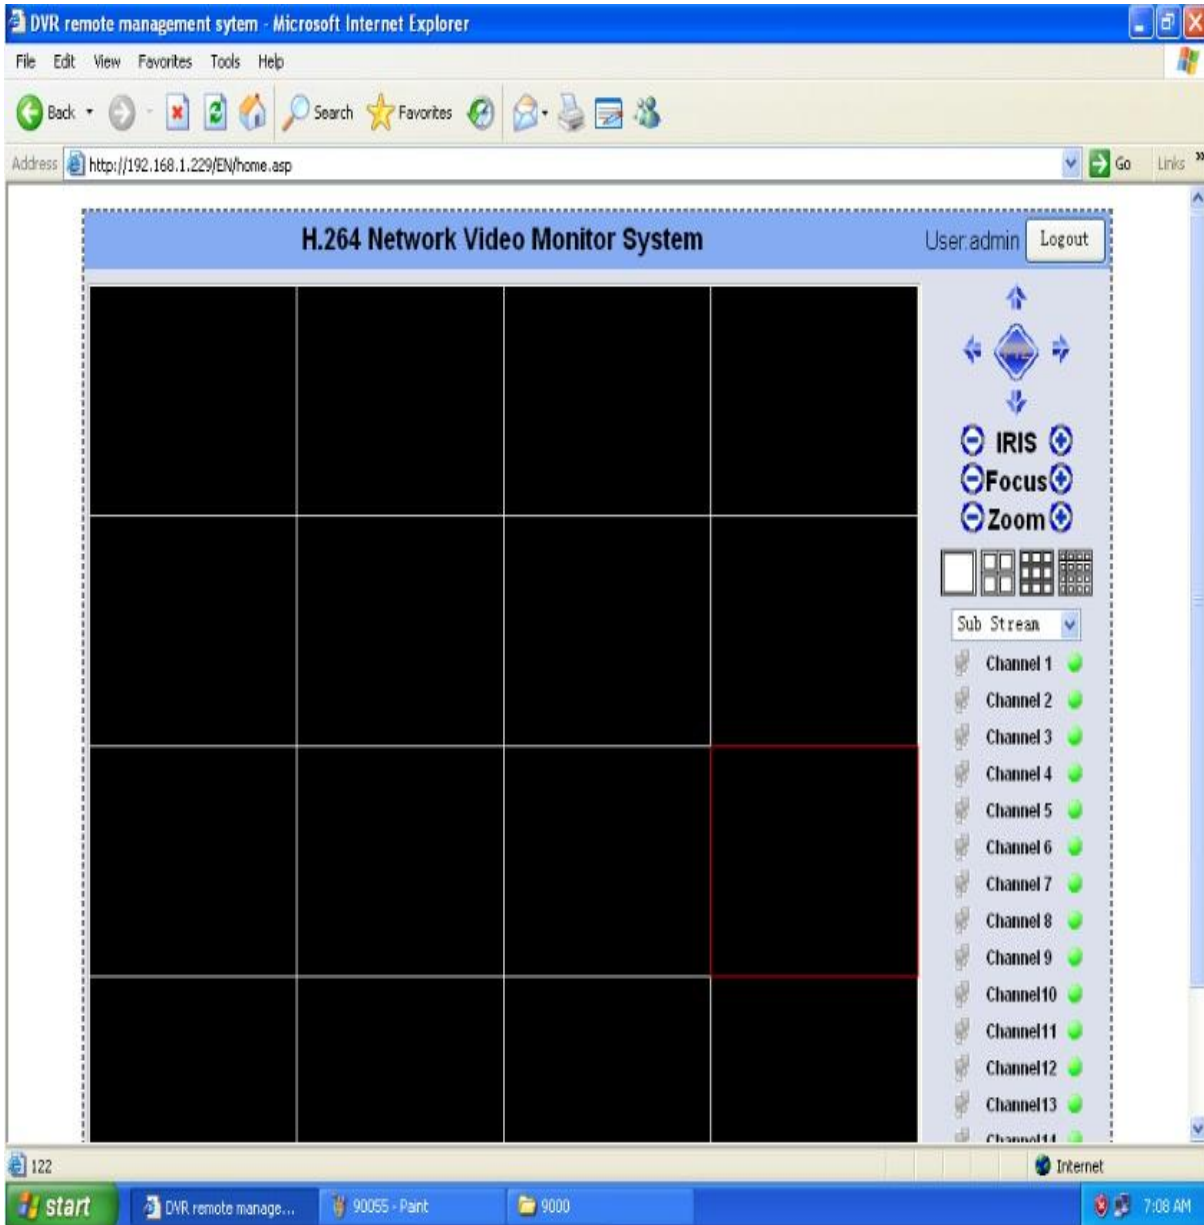 DVR remote management sytem - Microsoft Internet Explorer
File Edit View Favorites Tools Help
Back Search Favorites
Address http://192.168.1.229/EN/home.asp Go Links »
H.264 Network Video Monitor System User:admin Logout
IRIS
Focus
Zoom
Sub Stream
Channel 1
Channel 2
Channel 3
Channel 4
Channel 5
Channel 6
Channel 7
Channel 8
Channel 9
Channel10
Channel11
Channel12
Channel13
Channel14
122 Internet
start DVR remote manage... 90055 - Paint 9000 7:08 AM